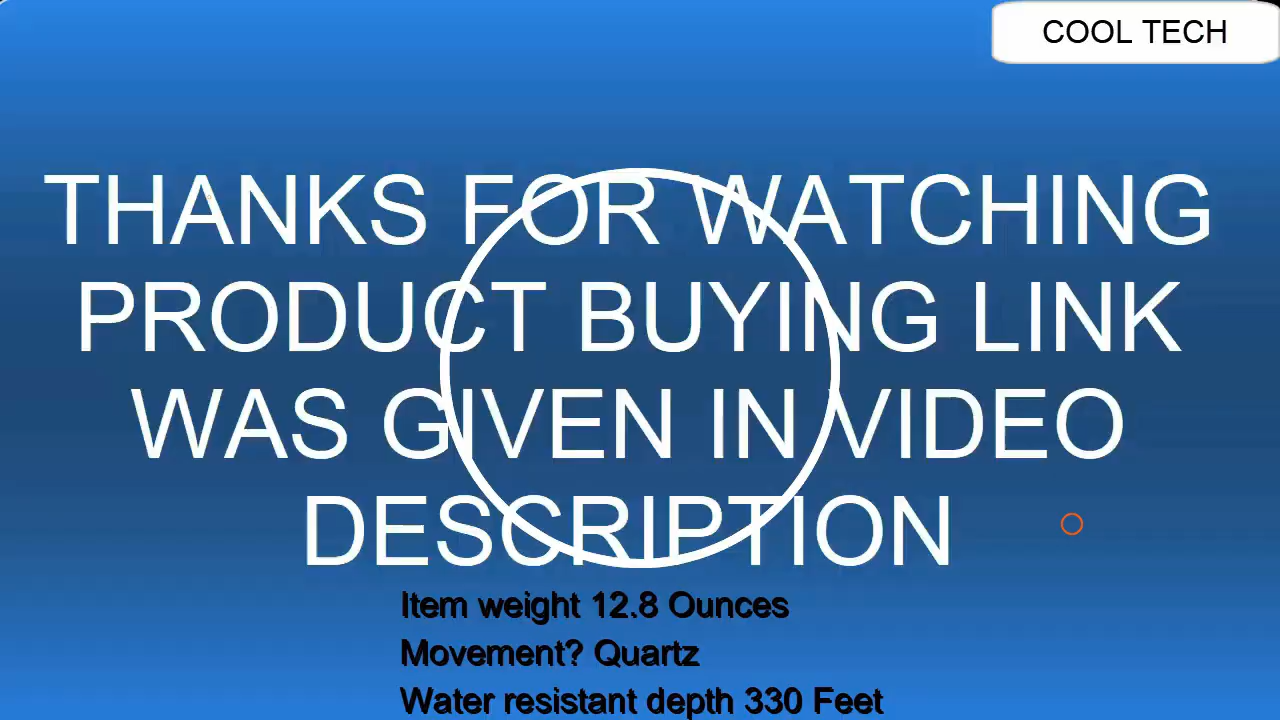 COOL TECH
THANKS FOR WATCHING
PRODUCT BUYING LINK
WAS GIVEN IN VIDEO
DESCRIPTION
Item weight 12.8 Ounces
Movement? Quartz
Water resistant depth 330 Feet